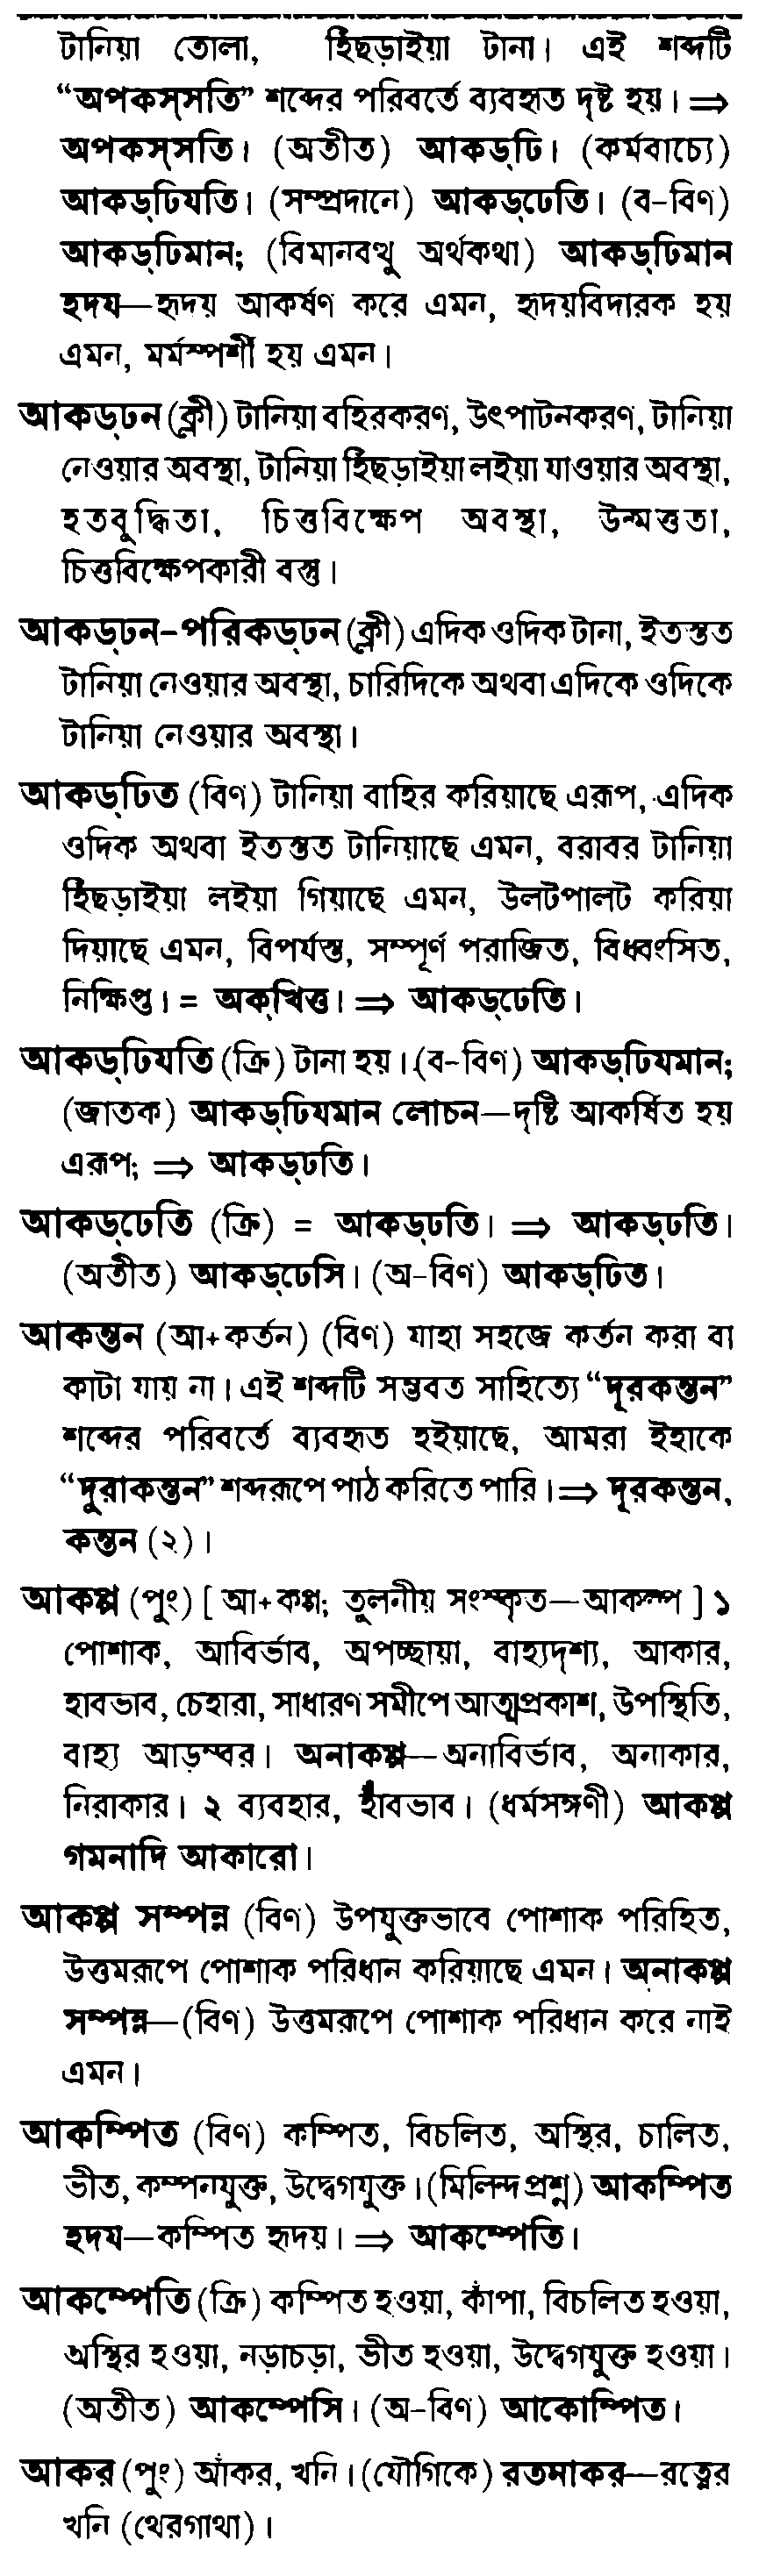 টানিয়া তোলা, হিঁছড়াইয়া টানা। এই শব্দটি
“অপকস্সতি” শব্দের পরিবর্তে ব্যবহৃত দৃষ্ট হয়। ⇒
অপকস্সতি। (অতীত) আকড্ঢি। (কর্মবাচ্যে)
আকড্ঢিযতি। (সম্প্রদানে) আকড্ঢেতি। (ব-বিণ)
আকড্ঢিমান; (বিমানবত্থু অর্থকথা) আকড্ঢিমান
হদয—হৃদয় আকর্ষণ করে এমন, হৃদয়বিদারক হয়
এমন, মর্মস্পর্শী হয় এমন।
আকড্ঢন (ক্লী) টানিয়া বহিরকরণ, উৎপাটনকরণ, টানিয়া
নেওয়ার অবস্থা, টানিয়া হিঁছড়াইয়া লইয়া যাওয়ার অবস্থা,
হতবুদ্ধিতা, চিত্তবিক্ষেপ অবস্থা, উন্মত্ততা,
চিত্তবিক্ষেপকারী বস্তু।
আকড্ঢন-পরিকড্ঢন (ক্লী) এদিক ওদিক টানা, ইতস্তত
টানিয়া নেওয়ার অবস্থা, চারিদিকে অথবা এদিকে ওদিকে
টানিয়া নেওয়ার অবস্থা।
আকড্ঢিত (বিণ) টানিয়া বাহির করিয়াছে এরূপ, এদিক
ওদিক অথবা ইতস্তত টানিয়াছে এমন, বরাবর টানিয়া
হিঁছড়াইয়া লইয়া গিয়াছে এমন, উলটপালট করিয়া
দিয়াছে এমন, বিপর্যস্ত, সম্পূর্ণ পরাজিত, বিধ্বংসিত,
নিক্ষিপ্ত। = অক্খিত্ত। ⇒ আকড্ঢেতি।
আকড্ঢিযতি (ক্রি) টানা হয়। (ব-বিণ) আকড্ঢিযমান;
(জাতক) আকড্ঢিযমান লোচন—দৃষ্টি আকর্ষিত হয়
এরূপ; ⇒ আকড্ঢতি।
আকড্ঢেতি (ক্রি) = আকড্ঢতি। ⇒ আকড্ঢতি।
(অতীত) আকড্ঢেসি। (অ-বিণ) আকড্ঢিত।
আকন্তন (আ+কর্তন) (বিণ) যাহা সহজে কর্তন করা বা
কাটা যায় না। এই শব্দটি সম্ভবত সাহিত্যে “দূরকন্তন”
শব্দের পরিবর্তে ব্যবহৃত হইয়াছে, আমরা ইহাকে
“দুরাকন্তন” শব্দরূপে পাঠ করিতে পারি। ⇒ দূরকন্তন,
কন্তন (২)।
আকপ্প (পুং) [ আ+কপ্প; তুলনীয় সংস্কৃত—আকল্প ] ১
পোশাক, আবির্ভাব, অপচ্ছায়া, বাহ্যদৃশ্য, আকার,
হাবভাব, চেহারা, সাধারণ সমীপে আত্মপ্রকাশ, উপস্থিতি,
বাহ্য আড়ম্বর। অনাকপ্প—অনাবির্ভাব, অনাকার,
নিরাকার। ২ ব্যবহার, হাবভাব। (ধর্মসঙ্গণী) আকপ্প
গমনাদি আকারো।
আকপ্প সম্পন্ন (বিণ) উপযুক্তভাবে পোশাক পরিহিত,
উত্তমরূপে পোশাক পরিধান করিয়াছে এমন। অনাকপ্প
সম্পন্ন—(বিণ) উত্তমরূপে পোশাক পরিধান করে নাই
এমন।
আকম্পিত (বিণ) কম্পিত, বিচলিত, অস্থির, চালিত,
ভীত, কম্পনযুক্ত, উদ্বেগযুক্ত। (মিলিন্দ প্রশ্ন) আকম্পিত
হদয—কম্পিত হৃদয়। ⇒ আকম্পেতি।
আকম্পেতি (ক্রি) কম্পিত হওয়া, কাঁপা, বিচলিত হওয়া,
অস্থির হওয়া, নড়াচড়া, ভীত হওয়া, উদ্বেগযুক্ত হওয়া।
(অতীত) আকম্পেসি। (অ-বিণ) আকোম্পিত।
আকর (পুং) আঁকর, খনি। (যৌগিকে) রতনাকর—রত্নের
খনি (থেরগাথা)।